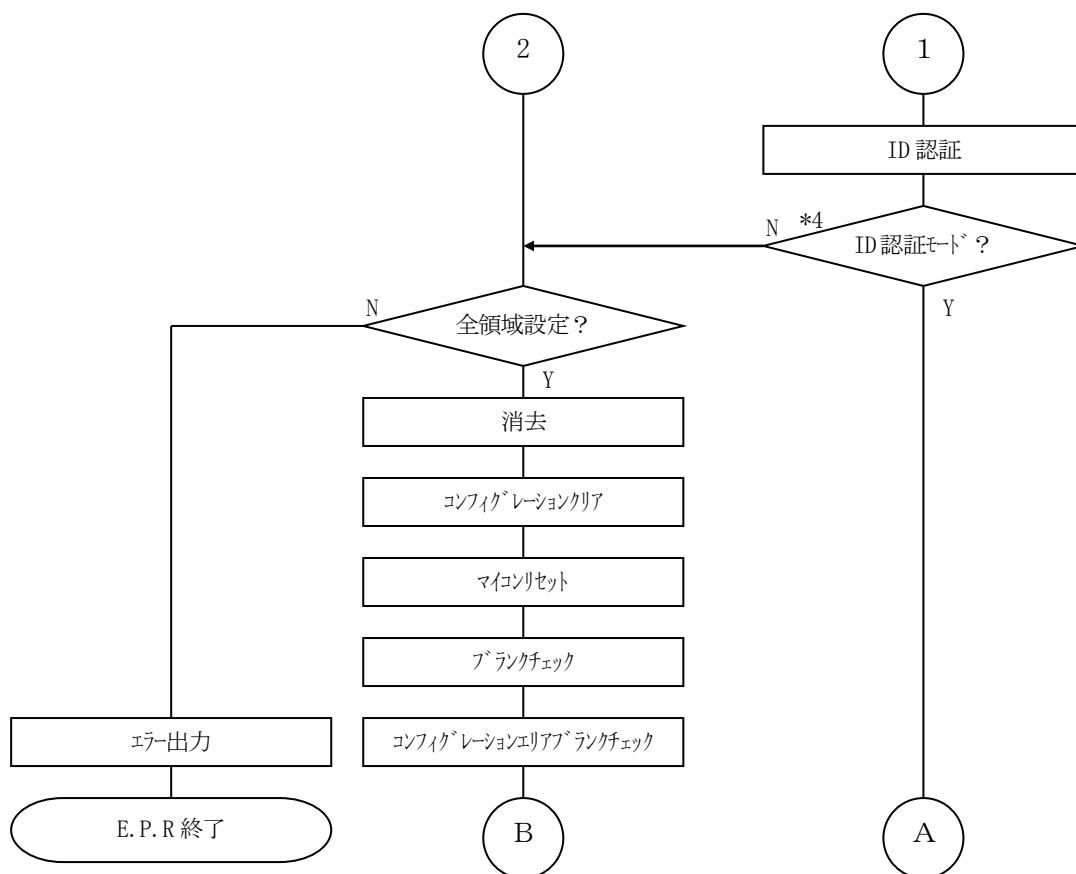 2
1
ID 認証
N
*4
ID 認証ﾓｰﾄﾞ？
Y
N
全領域設定？
Y
消去
ｺﾝﾌｨｸﾞﾚｰｼｮﾝｸﾘｱ
ﾏｲｺﾝﾘｾｯﾄ
ﾌﾞﾗﾝｸﾁｪｯｸ
ｴﾗｰ出力
ｺﾝﾌｨｸﾞﾚｰｼｮﾝｴﾘｱﾌﾞﾗﾝｸﾁｪｯｸ
E.P.R 終了
B
A